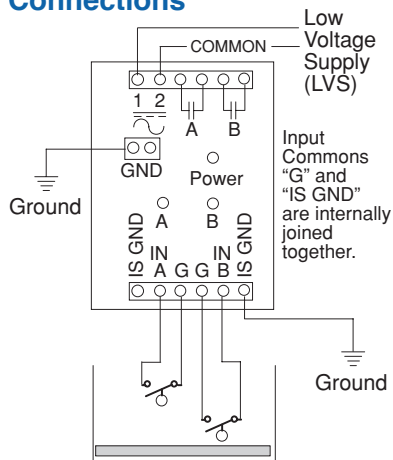 Connections
Low
Voltage
Supply
(LVS)
COMMON
1 2
A
B
GND
Power
Ground
A
B
Input
Commons
“G” and
“IS GND”
are internally
joined
together.
IS GND
IN
A
G
G
IN
B
IS GND
Ground